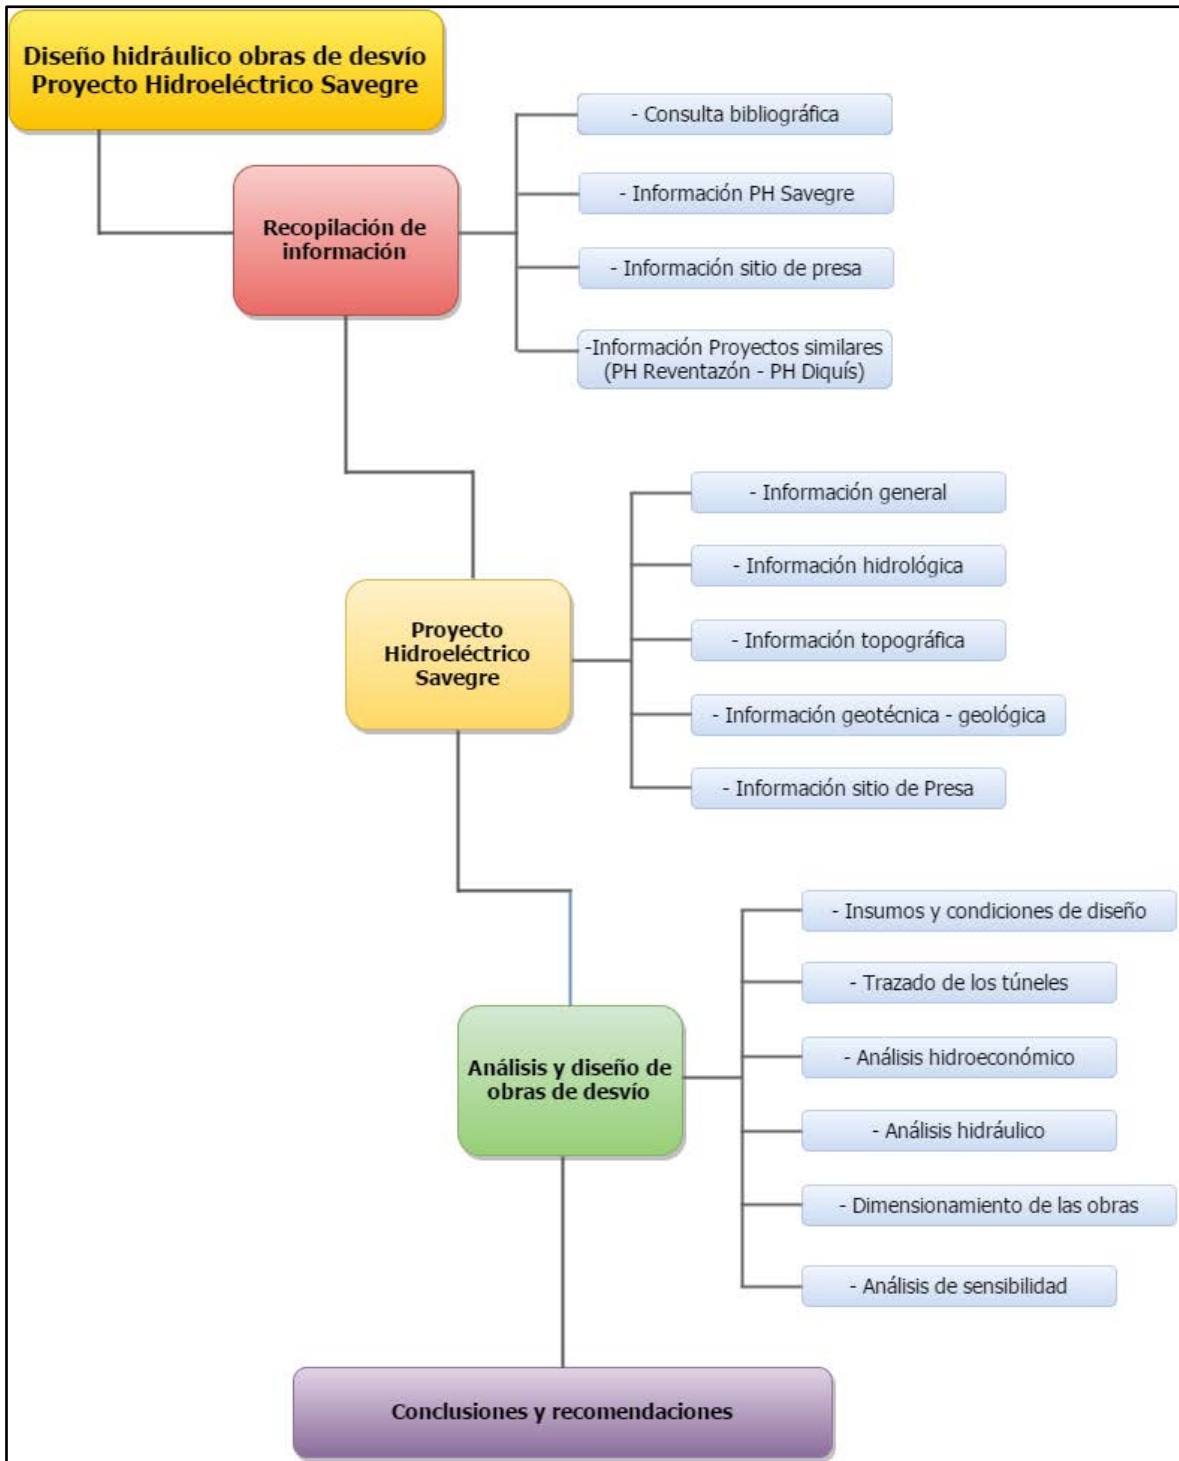 Diseño hidráulico obras de desvío
Proyecto Hidroeléctrico Savegre
Recopilación de
información
- Consulta bibliográfica
- Información PH Savegre
- Información sitio de presa
-Información Proyectos similares
(PH Reventazón - PH Diquís)
Proyecto
Hidroeléctrico
Savegre
- Información general
- Información hidrológica
- Información topográfica
- Información geotécnica - geológica
- Información sitio de Presa
Análisis y diseño de
obras de desvío
- Insumos y condiciones de diseño
- Trazado de los túneles
- Análisis hidroeconómico
- Análisis hidráulico
- Dimensionamiento de las obras
- Análisis de sensibilidad
Conclusiones y recomendaciones